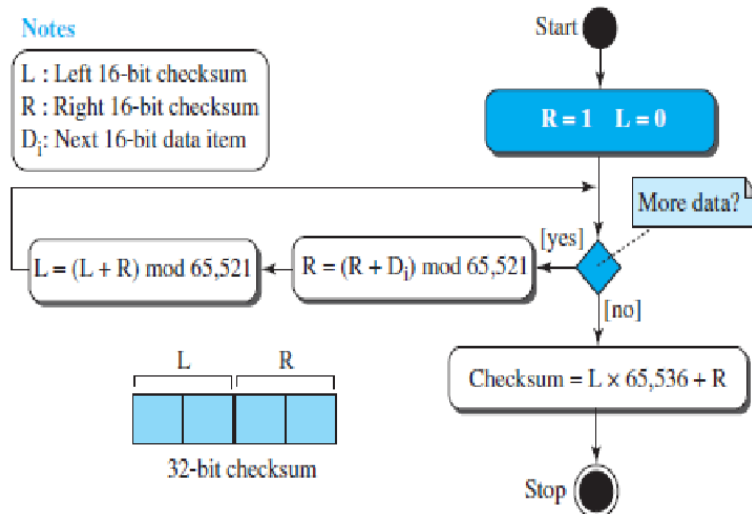 Notes
L : Left 16-bit checksum
R : Right 16-bit checksum
Di: Next 16-bit data item
Start
R = 1 L = 0
More data?
[yes]
L = (L + R) mod 65,521
R = (R + Di) mod 65,521
[no]
Checksum = L × 65,536 + R
L R
32-bit checksum
Stop